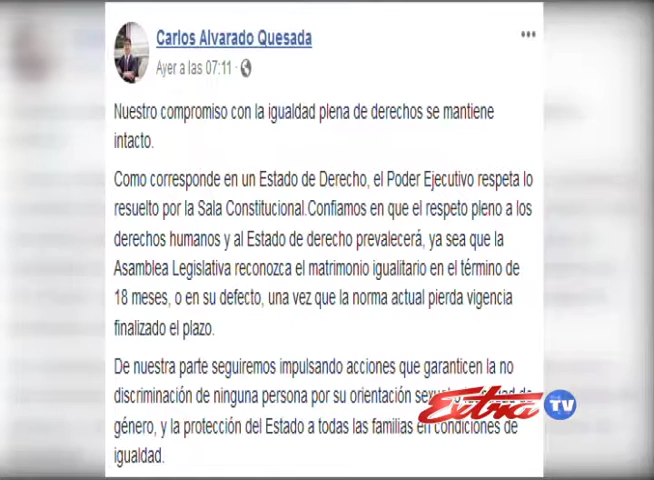 Carlos Alvarado Quesada
Ayer a las 07:11 ·
Nuestro compromiso con la igualdad plena de derechos se mantiene
intacto.
Como corresponde en un Estado de Derecho, el Poder Ejecutivo respeta lo
resuelto por la Sala Constitucional.Confiamos en que el respeto pleno a los
derechos humanos y al Estado de derecho prevalecerá, ya sea que la
Asamblea Legislativa reconozca el matrimonio igualitario en el término de
18 meses, o en su defecto, una vez que la norma actual pierda vigencia
finalizado el plazo.
De nuestra parte seguiremos impulsando acciones que garanticen la no
discriminación de ninguna persona por su orientación de
género, y la protección del Estado a todas las familias en condiciones de
igualdad.
Extra TV